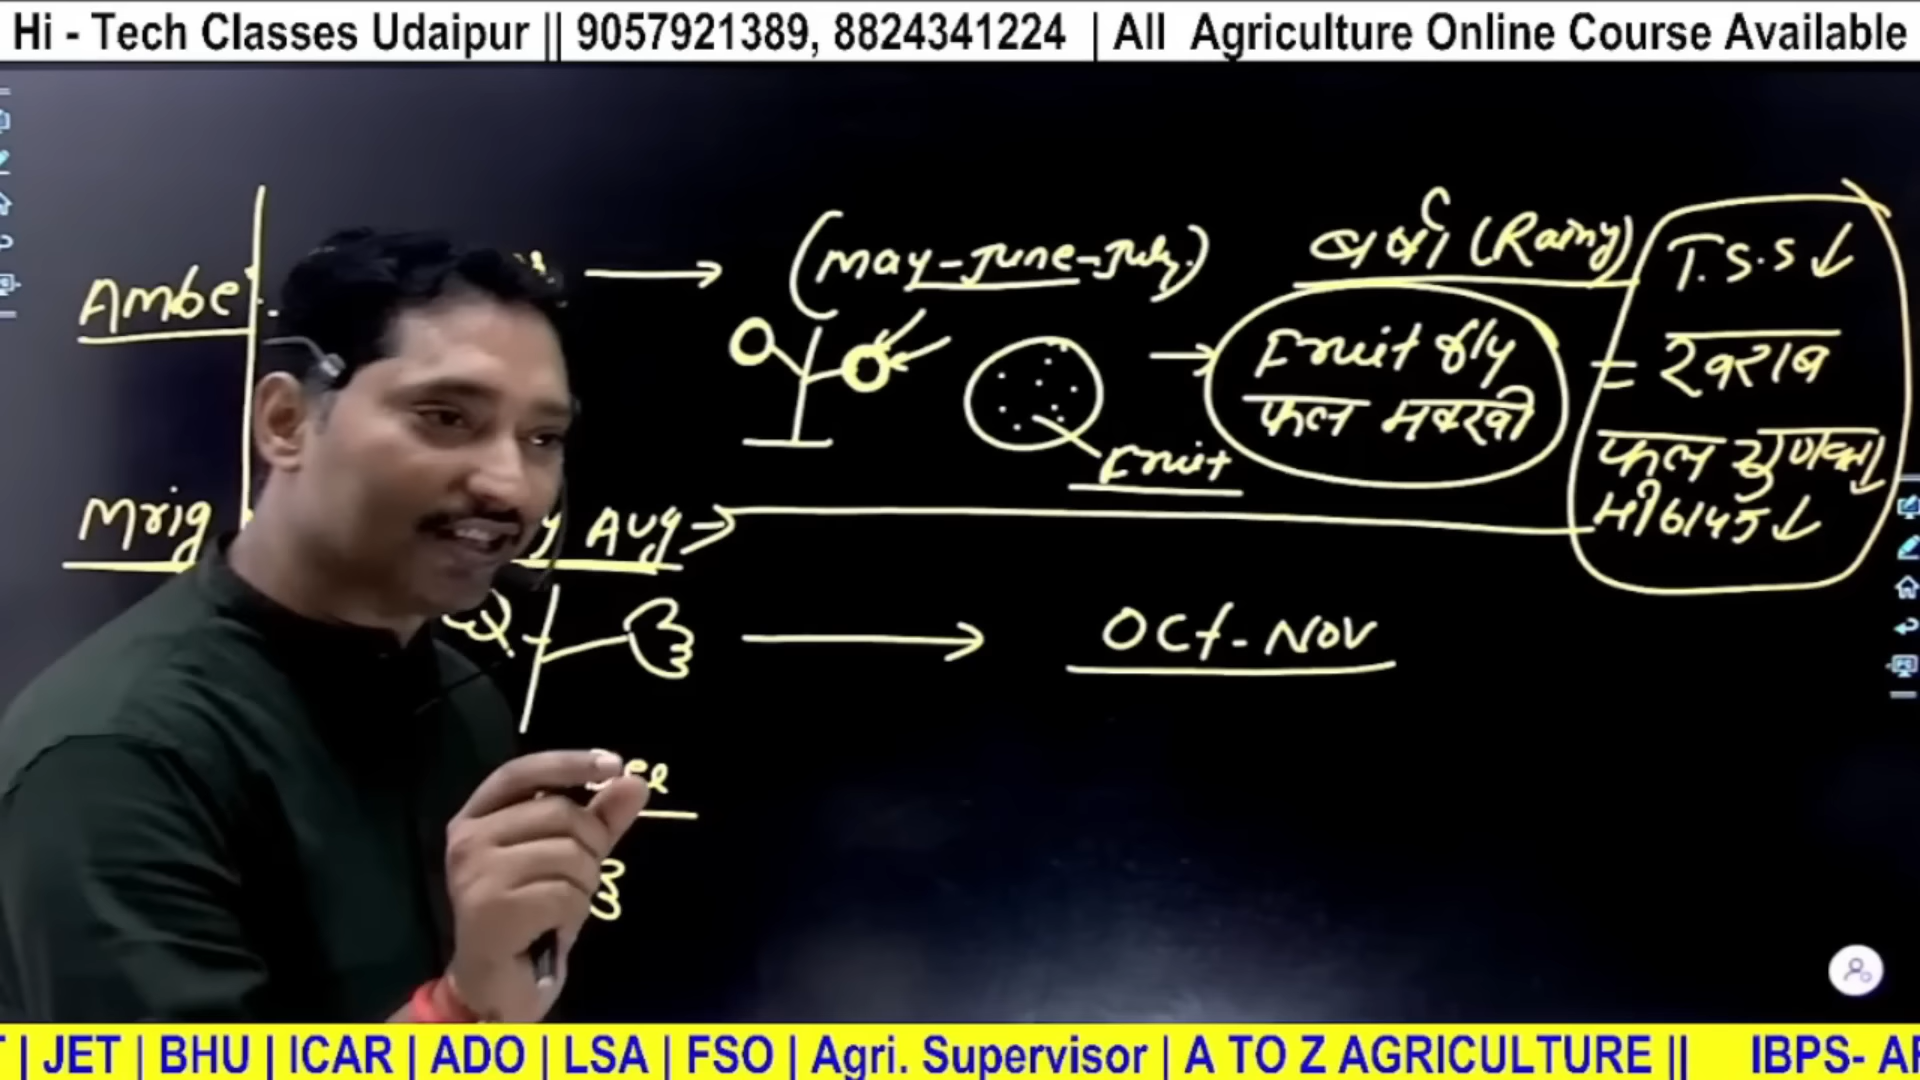 Hi - Tech Classes Udaipur || 9057921389, 8824341224 | All Agriculture Online Course Available
Ambe
(May-June-July)
वर्षा (Rainy)
T.S.S ↓
Fruit fly
फल मक्खी
= खराब
Fruit
फल गुणवत्ता
मीठापन ↓
Mrig
Aug →
→ Oct-Nov
| JET | BHU | ICAR | ADO | LSA | FSO | Agri. Supervisor | A TO Z AGRICULTURE || IBPS-